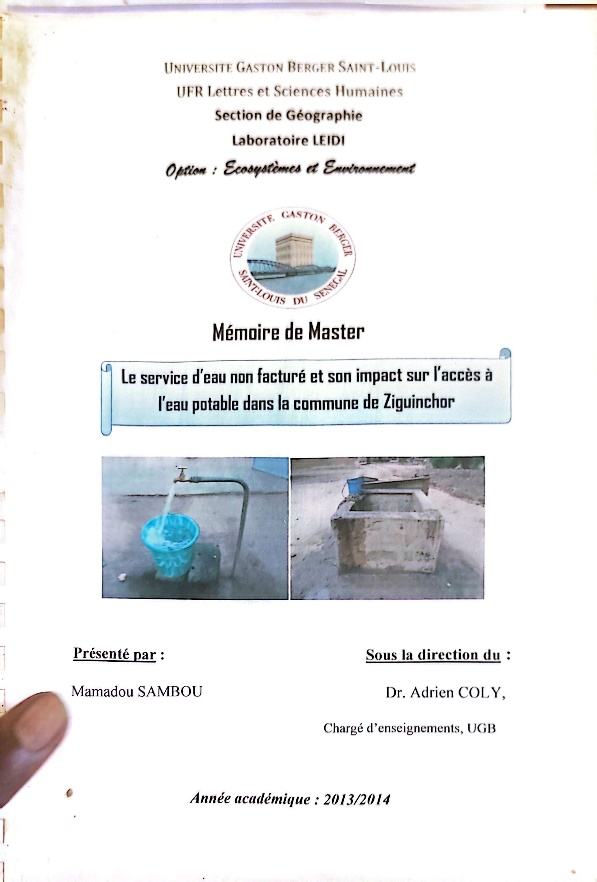 UNIVERSITE GASTON BERGER SAINT-LOUIS
UFR Lettres et Sciences Humaines
Section de Géographie
Laboratoire LEIDI
Option : Ecosystèmes et Environnement
UNIVERSITE GASTON BERGER
SAINT-LOUIS DU SENEGAL
Mémoire de Master
Le service d'eau non facturé et son impact sur l'accès à
l'eau potable dans la commune de Ziguinchor
Présenté par :
Sous la direction du :
Mamadou SAMBOU
Dr. Adrien COLY,
Chargé d'enseignements, UGB
Année académique : 2013/2014